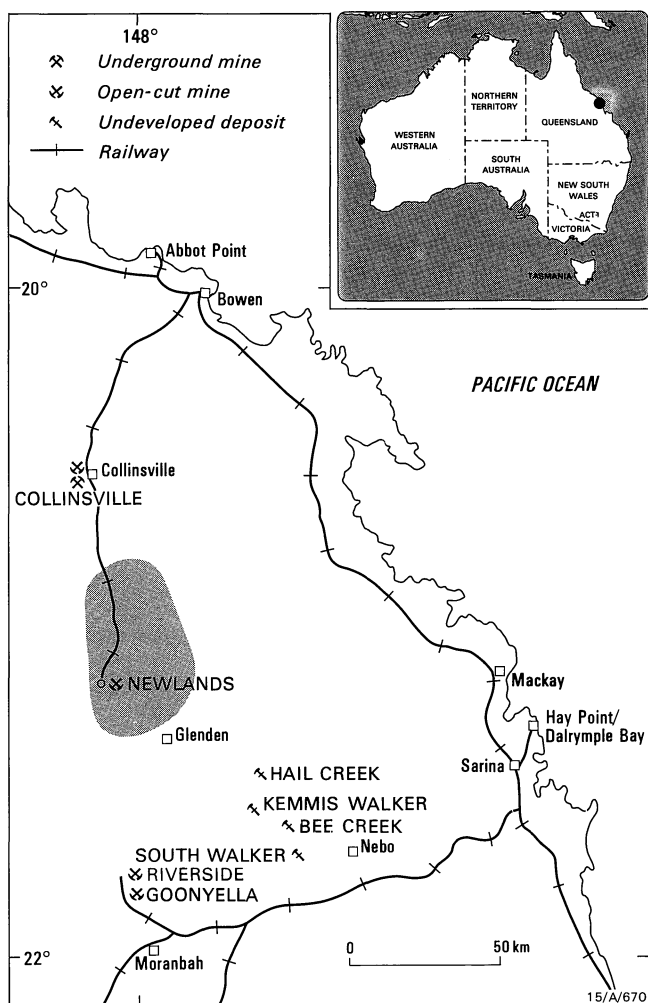 148°
Underground mine
Open-cut mine
Undeveloped deposit
Railway
NORTHERN
TERRITORY
WESTERN
AUSTRALIA
QUEENSLAND
SOUTH
AUSTRALIA
NEW SOUTH
WALES
ACT
VICTORIA
TASMANIA
Abbot Point
20°
Bowen
PACIFIC OCEAN
Collinsville
COLLINSVILLE
NEWLANDS
Mackay
Glenden
Hay Point/
Dalrymple Bay
Sarina
HAIL CREEK
KEMMIS WALKER
BEE CREEK
Nebo
SOUTH WALKER
RIVERSIDE
GOONYELLA
Moranbah
0 50 km
22°
15/A/670